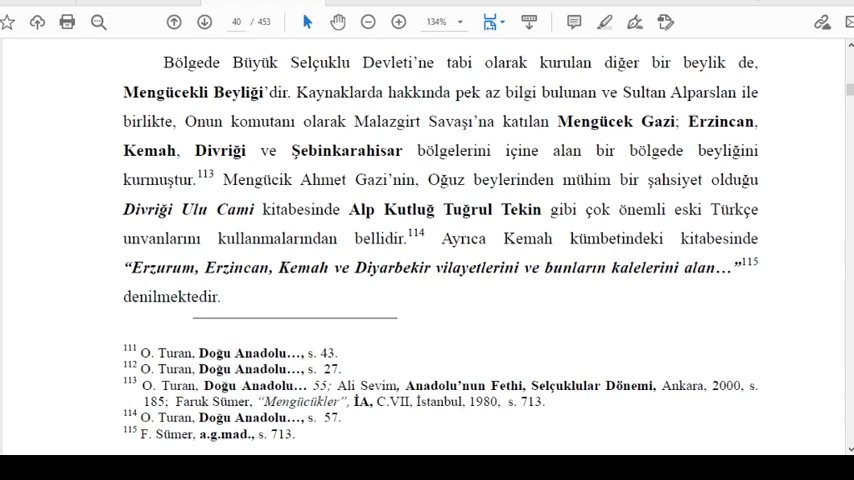 40 / 453
134%
Bölgede Büyük Selçuklu Devleti’ne tabi olarak kurulan diğer bir beylik de,
Mengücekli Beyliği’dir. Kaynaklarda hakkında pek az bilgi bulunan ve Sultan Alparslan ile
birlikte, Onun komutanı olarak Malazgirt Savaşı’na katılan Mengücek Gazi; Erzincan,
Kemah, Divriği ve Şebinkarahisar bölgelerini içine alan bir bölgede beyliğini
kurmuştur.113 Mengücik Ahmet Gazi’nin, Oğuz beylerinden mühim bir şahsiyet olduğu
Divriği Ulu Cami kitabesinde Alp Kutluğ Tuğrul Tekin gibi çok önemli eski Türkçe
unvanlarını kullanmalarından bellidir.114 Ayrıca Kemah kümbetindeki kitabesinde
“Erzurum, Erzincan, Kemah ve Diyarbekir vilayetlerini ve bunların kalelerini alan…”115
denilmektedir.
111 O. Turan, Doğu Anadolu…, s. 43.
112 O. Turan, Doğu Anadolu…, s. 27.
113 O. Turan, Doğu Anadolu… 55; Ali Sevim, Anadolu’nun Fethi, Selçuklular Dönemi, Ankara, 2000, s.
185; Faruk Sümer, “Mengücükler”, İA, C.VII, İstanbul, 1980, s. 713.
114 O. Turan, Doğu Anadolu…, s. 57.
115 F. Sümer, a.g.mad., s. 713.